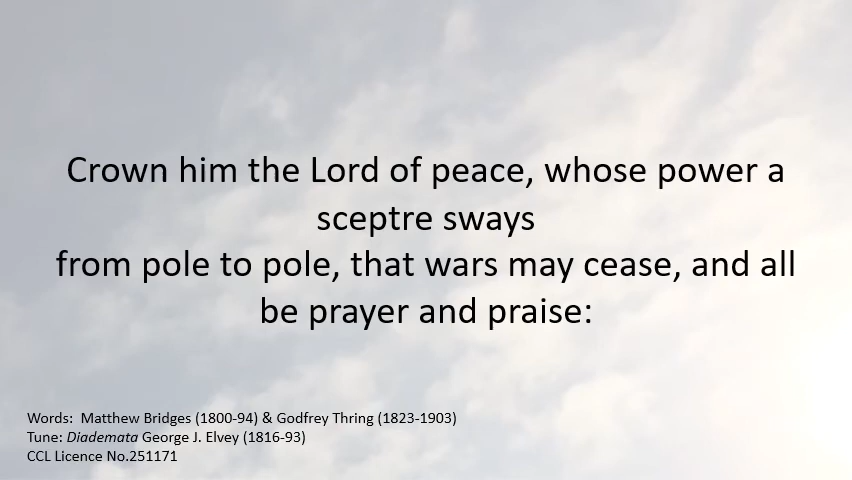 Crown him the Lord of peace, whose power a
sceptre sways
from pole to pole, that wars may cease, and all
be prayer and praise:
Words:  Matthew Bridges (1800-94) & Godfrey Thring (1823-1903)
Tune: Diademata George J. Elvey (1816-93)
CCL Licence No.251171